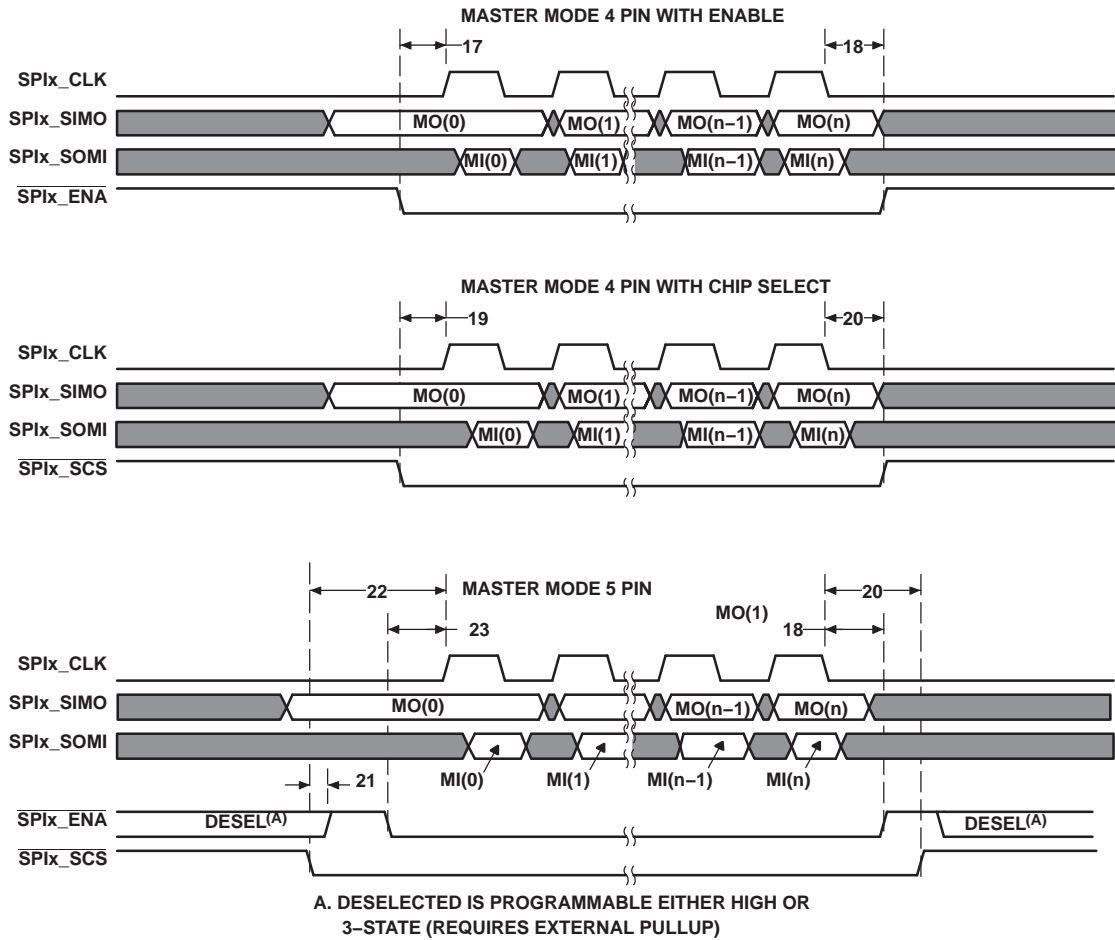 MASTER MODE 4 PIN WITH ENABLE
17
18
SPIx_CLK
SPIx_SIMO
MO(0)
MO(1)
MO(n−1)
MO(n)
SPIx_SOMI
MI(0)
MI(1)
MI(n−1)
MI(n)
SPIx_ENA
MASTER MODE 4 PIN WITH CHIP SELECT
19
20
SPIx_CLK
SPIx_SIMO
MO(0)
MO(1)
MO(n−1)
MO(n)
SPIx_SOMI
MI(0)
MI(1)
MI(n−1)
MI(n)
SPIx_SCS
22
MASTER MODE 5 PIN
20
MO(1)
23
18
SPIx_CLK
SPIx_SIMO
MO(0)
MO(n−1)
MO(n)
SPIx_SOMI
MI(0)
MI(1)
MI(n−1)
MI(n)
21
SPIx_ENA
DESEL(A)
DESEL(A)
SPIx_SCS
A. DESELECTED IS PROGRAMMABLE EITHER HIGH OR
3−STATE (REQUIRES EXTERNAL PULLUP)